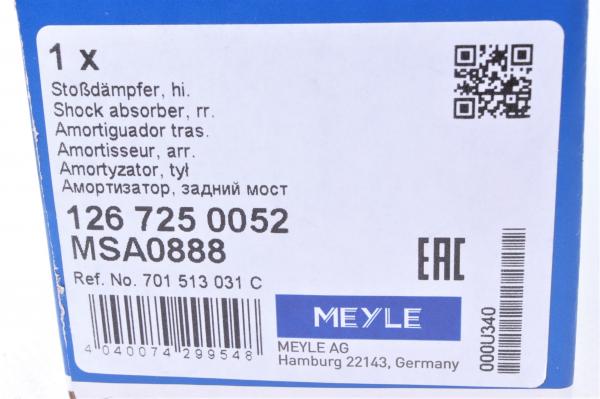 1 x
Stoßdämpfer, hi.
Shock absorber, rr.
Amortiguador tras.
Amortisseur, arr.
Amortyzator, tył
Амортизатор, задний мост
126 725 0052
MSA0888
EAC
Ref. No. 701 513 031 C
MEYLE
4 040074 299548
MEYLE AG
Hamburg 22143, Germany
000U340